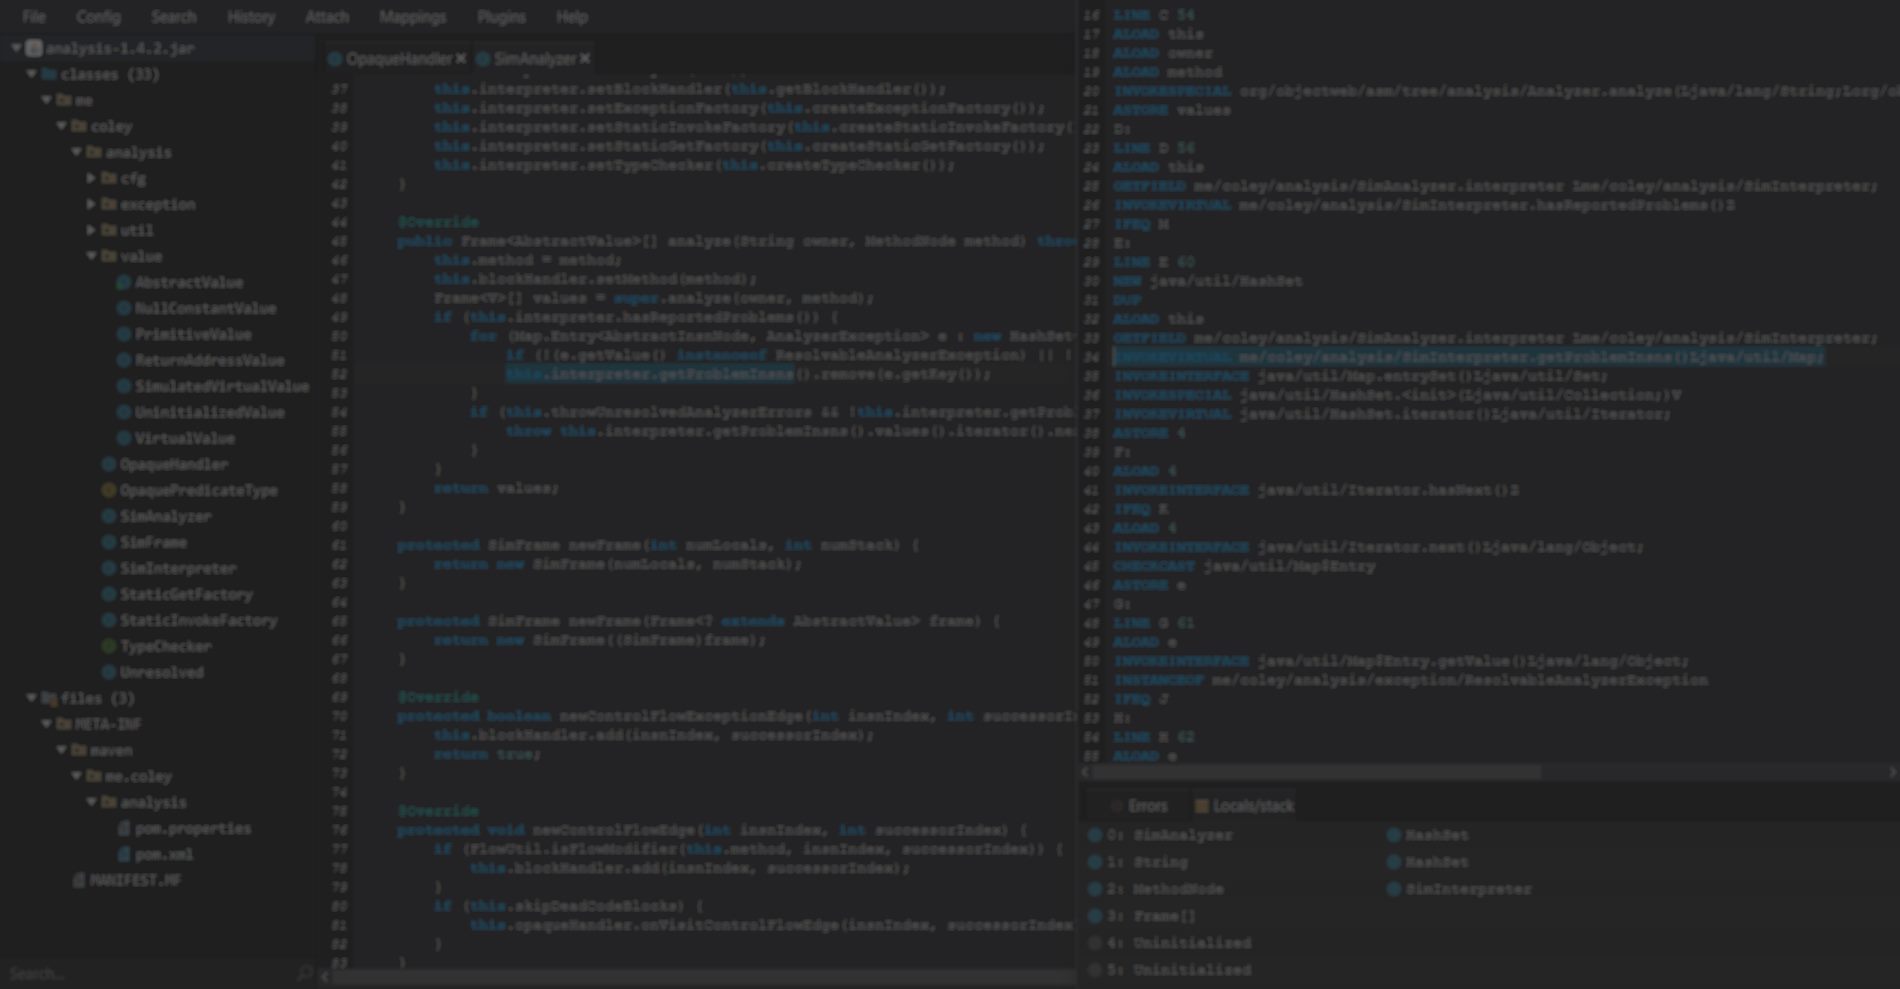 File Config Search History Attach Mappings Plugins Help
analysis-1.4.2.jar
classes (33)
me
coley
analysis
cfg
exception
util
value
AbstractValue
NullConstantValue
PrimitiveValue
ReturnAddressValue
SimulatedVirtualValue
UninitializedValue
VirtualValue
OpaqueHandler
OpaquePredicateType
SimAnalyzer
SimFrame
SimInterpreter
StaticGetFactory
StaticInvokeFactory
TypeChecker
Unresolved
files (3)
META-INF
maven
me.coley
analysis
pom.properties
pom.xml
MANIFEST.MF
Search...
OpaqueHandler SimAnalyzer
37 this.interpreter.setBlockHandler(this.getBlockHandler());
38 this.interpreter.setExceptionFactory(this.createExceptionFactory());
39 this.interpreter.setStaticInvokeFactory(this.createStaticInvokeFactory(
40 this.interpreter.setStaticGetFactory(this.createStaticGetFactory());
41 this.interpreter.setTypeChecker(this.createTypeChecker());
42 }
43
44 @Override
45 public Frame<AbstractValue>[] analyze(String owner, MethodNode method) throw
46 this.method = method;
47 this.blockHandler.setMethod(method);
48 Frame<V>[] values = super.analyze(owner, method);
49 if (this.interpreter.hasReportedProblems()) {
50 for (Map.Entry<AbstractInsnNode, AnalyzerException> e : new HashSet
51 if (!(e.getValue() instanceof ResolvableAnalyzerException) || !
52 this.interpreter.getProblemInsns().remove(e.getKey());
53 }
54 if (this.throwUnresolvedAnalyzerErrors && !this.interpreter.getProb
55 throw this.interpreter.getProblemInsns().values().iterator().ne
56 }
57 }
58 return values;
59 }
60
61 protected SimFrame newFrame(int numLocals, int numStack) {
62 return new SimFrame(numLocals, numStack);
63 }
64
65 protected SimFrame newFrame(Frame<? extends AbstractValue> frame) {
66 return new SimFrame((SimFrame)frame);
67 }
68
69 @Override
70 protected boolean newControlFlowExceptionEdge(int insnIndex, int successorI
71 this.blockHandler.add(insnIndex, successorIndex);
72 return true;
73 }
74
75 @Override
76 protected void newControlFlowEdge(int insnIndex, int successorIndex) {
77 if (FlowUtil.isFlowModifier(this.method, insnIndex, successorIndex)) {
78 this.blockHandler.add(insnIndex, successorIndex);
79 }
80 if (this.skipDeadCodeBlocks) {
81 this.opaqueHandler.onVisitControlFlowEdge(insnIndex, successorIndex
82 }
83 }
16 LINE C 54
17 ALOAD this
18 ALOAD owner
19 ALOAD method
20 INVOKESPECIAL org/objectweb/asm/tree/analysis/Analyzer.analyze(Ljava/lang/String;Lorg/o
21 ASTORE values
22 D:
23 LINE D 56
24 ALOAD this
25 GETFIELD me/coley/analysis/SimAnalyzer.interpreter Lme/coley/analysis/SimInterpreter;
26 INVOKEVIRTUAL me/coley/analysis/SimInterpreter.hasReportedProblems()Z
27 IFEQ M
28 E:
29 LINE E 60
30 NEW java/util/HashSet
31 DUP
32 ALOAD this
33 GETFIELD me/coley/analysis/SimAnalyzer.interpreter Lme/coley/analysis/SimInterpreter;
34 INVOKEVIRTUAL me/coley/analysis/SimInterpreter.getProblemInsns()Ljava/util/Map;
35 INVOKEINTERFACE java/util/Map.entrySet()Ljava/util/Set;
36 INVOKESPECIAL java/util/HashSet.<init>(Ljava/util/Collection;)V
37 INVOKEVIRTUAL java/util/HashSet.iterator()Ljava/util/Iterator;
38 ASTORE 4
39 F:
40 ALOAD 4
41 INVOKEINTERFACE java/util/Iterator.hasNext()Z
42 IFEQ K
43 ALOAD 4
44 INVOKEINTERFACE java/util/Iterator.next()Ljava/lang/Object;
45 CHECKCAST java/util/Map$Entry
46 ASTORE e
47 G:
48 LINE G 61
49 ALOAD e
50 INVOKEINTERFACE java/util/Map$Entry.getValue()Ljava/lang/Object;
51 INSTANCEOF me/coley/analysis/exception/ResolvableAnalyzerException
52 IFEQ J
53 H:
54 LINE H 62
55 ALOAD e
Errors Locals/stack
0: SimAnalyzer HashSet
1: String HashSet
2: MethodNode SimInterpreter
3: Frame[]
4: Uninitialized
5: Uninitialized